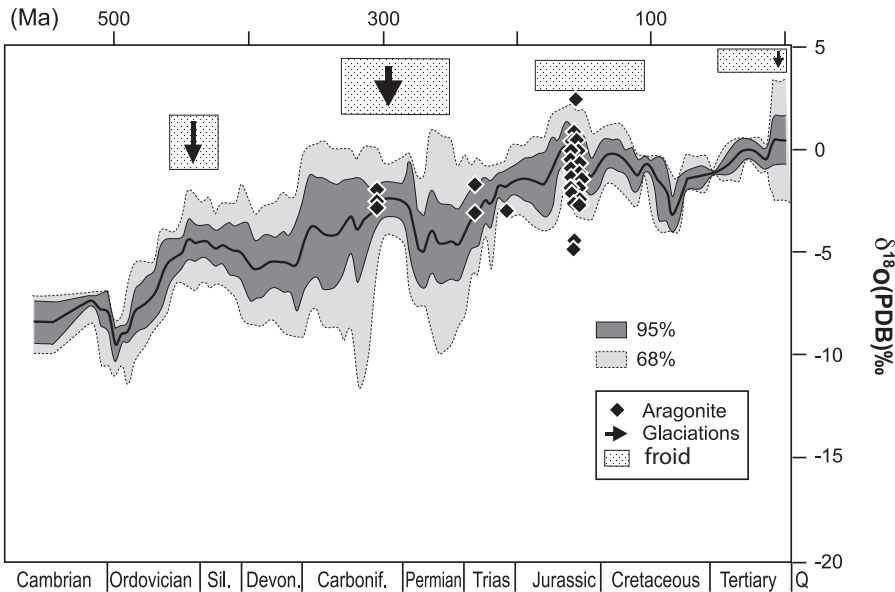 (Ma) 500 300 100
5
0
-5
-10
-15
-20
δ18O(PDB)‰
95%
68%
Aragonite
Glaciations
froid
Cambrian Ordovician Sil. Devon. Carbonif. Permian Trias Jurassic Cretaceous Tertiary Q